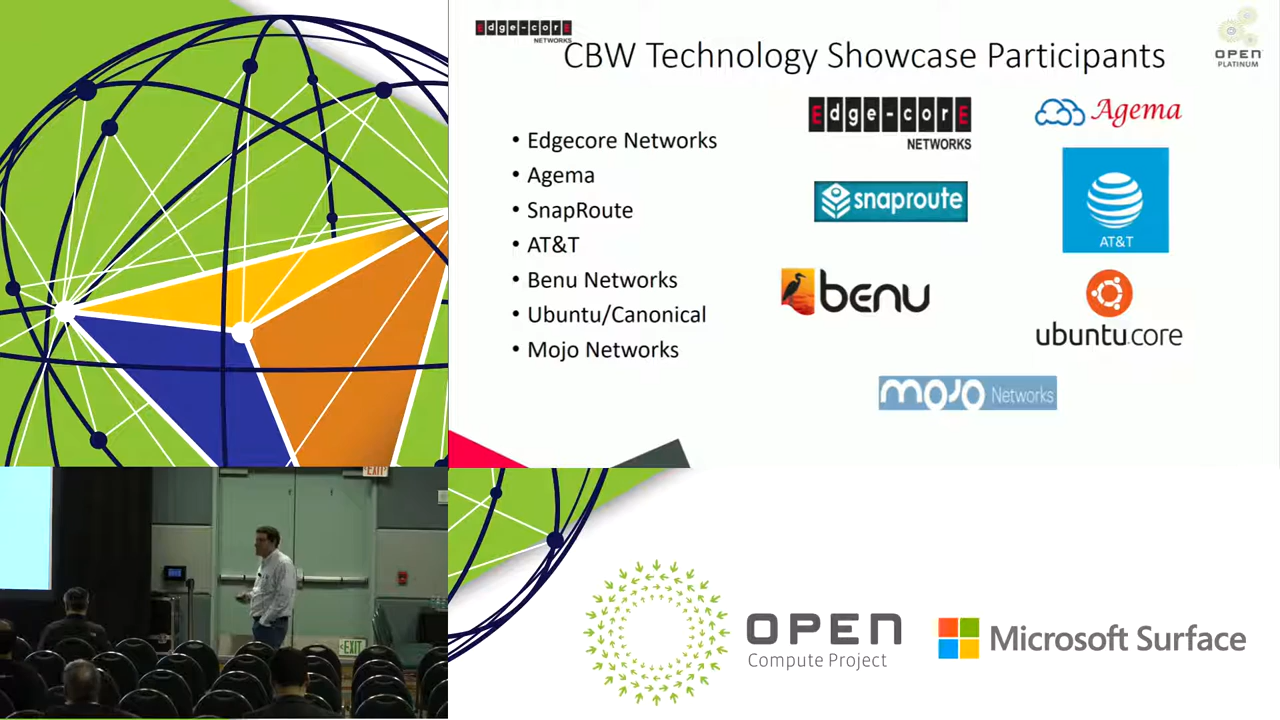 Edge-corE
NETWORKS
CBW Technology Showcase Participants
OPEN
PLATINUM
• Edgecore Networks
• Agema
• SnapRoute
• AT&T
• Benu Networks
• Ubuntu/Canonical
• Mojo Networks
Edge-corE
NETWORKS
Agema
snaproute
AT&T
benu
ubuntu core
mojo Networks
EXIT
EXIT
OPEN
Compute Project
Microsoft Surface